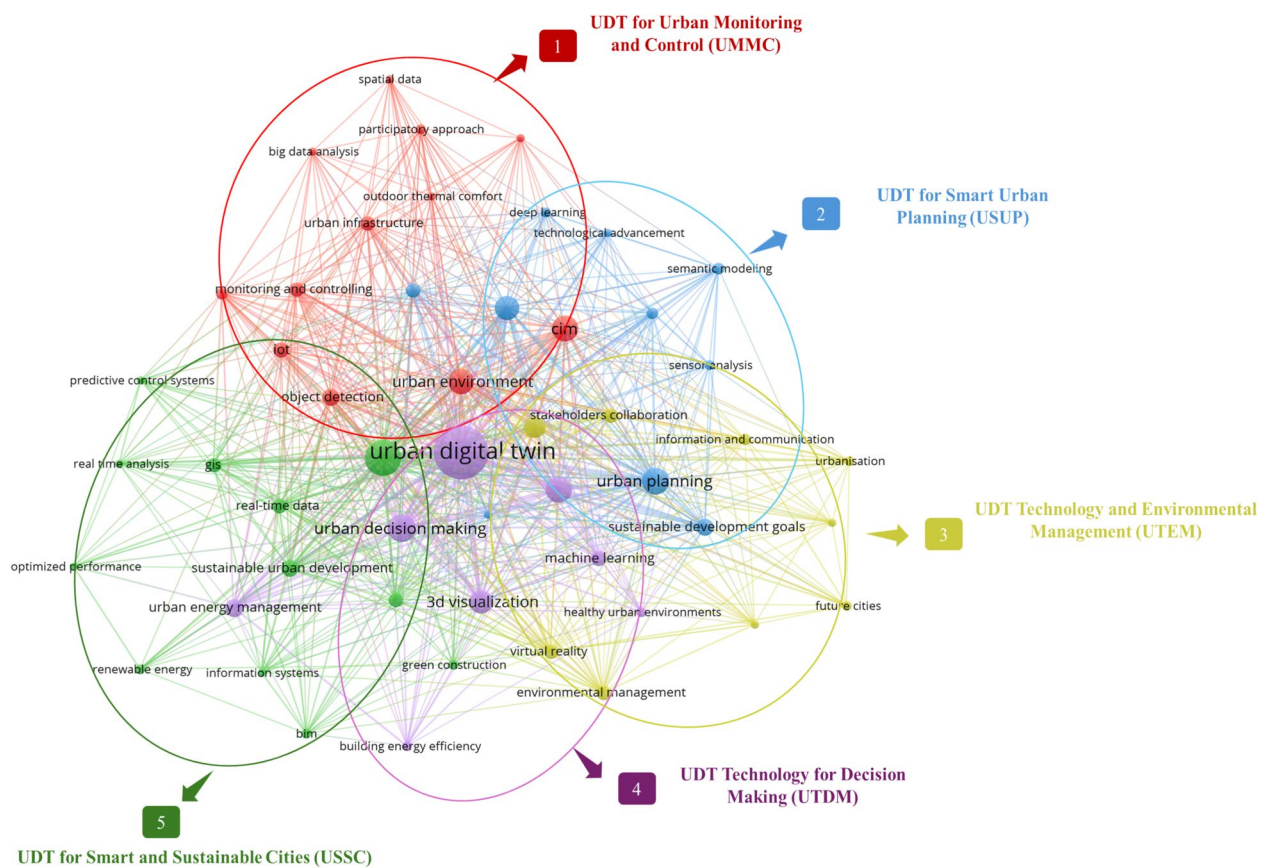 UDT for Urban Monitoring
and Control (UMMC)
1
spatial data
participatory approach
big data analysis
outdoor thermal comfort
urban infrastructure
monitoring and controlling
iot
object detection
urban environment
cim
UDT for Smart Urban
Planning (USUP)
2
deep learning
technological advancement
semantic modeling
sensor analysis
stakeholders collaboration
information and communication
urbanisation
predictive control systems
real time analysis
gis
urban digital twin
urban planning
real-time data
urban decision making
sustainable development goals
UDT Technology and Environmental
Management (UTEM)
3
optimized performance
sustainable urban development
machine learning
urban energy management
3d visualization
healthy urban environments
future cities
renewable energy
information systems
green construction
virtual reality
environmental management
bim
building energy efficiency
UDT Technology for Decision
Making (UTDM)
4
5
UDT for Smart and Sustainable Cities (USSC)